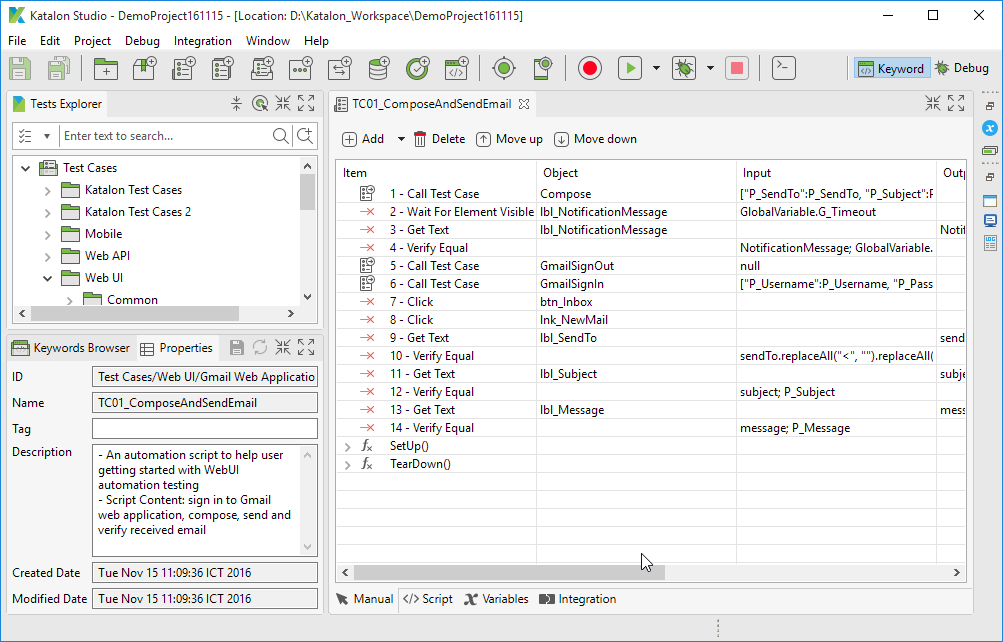 Katalon Studio - DemoProject161115 - [Location: D:\Katalon_Workspace\DemoProject161115]
File Edit Project Debug Integration Window Help
Keyword Debug
Tests Explorer
Enter text to search...
Test Cases
Katalon Test Cases
Katalon Test Cases 2
Mobile
Web API
Web UI
Common
Keywords Browser Properties
ID Test Cases/Web UI/Gmail Web Applicatio
Name TC01_ComposeAndSendEmail
Tag
Description
- An automation script to help user
getting started with WebUI
automation testing
- Script Content: sign in to Gmail
web application, compose, send and
verify received email
Created Date Tue Nov 15 11:09:36 ICT 2016
Modified Date Tue Nov 15 11:09:36 ICT 2016
TC01_ComposeAndSendEmail
Add Delete Move up Move down
Item Object Input Outp
1 - Call Test Case Compose ["P_SendTo":P_SendTo, "P_Subject":P
2 - Wait For Element Visible lbl_NotificationMessage GlobalVariable.G_Timeout
3 - Get Text lbl_NotificationMessage Notif
4 - Verify Equal NotificationMessage; GlobalVariable.
5 - Call Test Case GmailSignOut null
6 - Call Test Case GmailSignIn ["P_Username":P_Username, "P_Pass
7 - Click btn_Inbox
8 - Click lnk_NewMail
9 - Get Text lbl_SendTo send
10 - Verify Equal sendTo.replaceAll("<", "").replaceAll(
11 - Get Text lbl_Subject subje
12 - Verify Equal subject; P_Subject
13 - Get Text lbl_Message mess
14 - Verify Equal message; P_Message
fx SetUp()
fx TearDown()
Manual </> Script Variables Integration